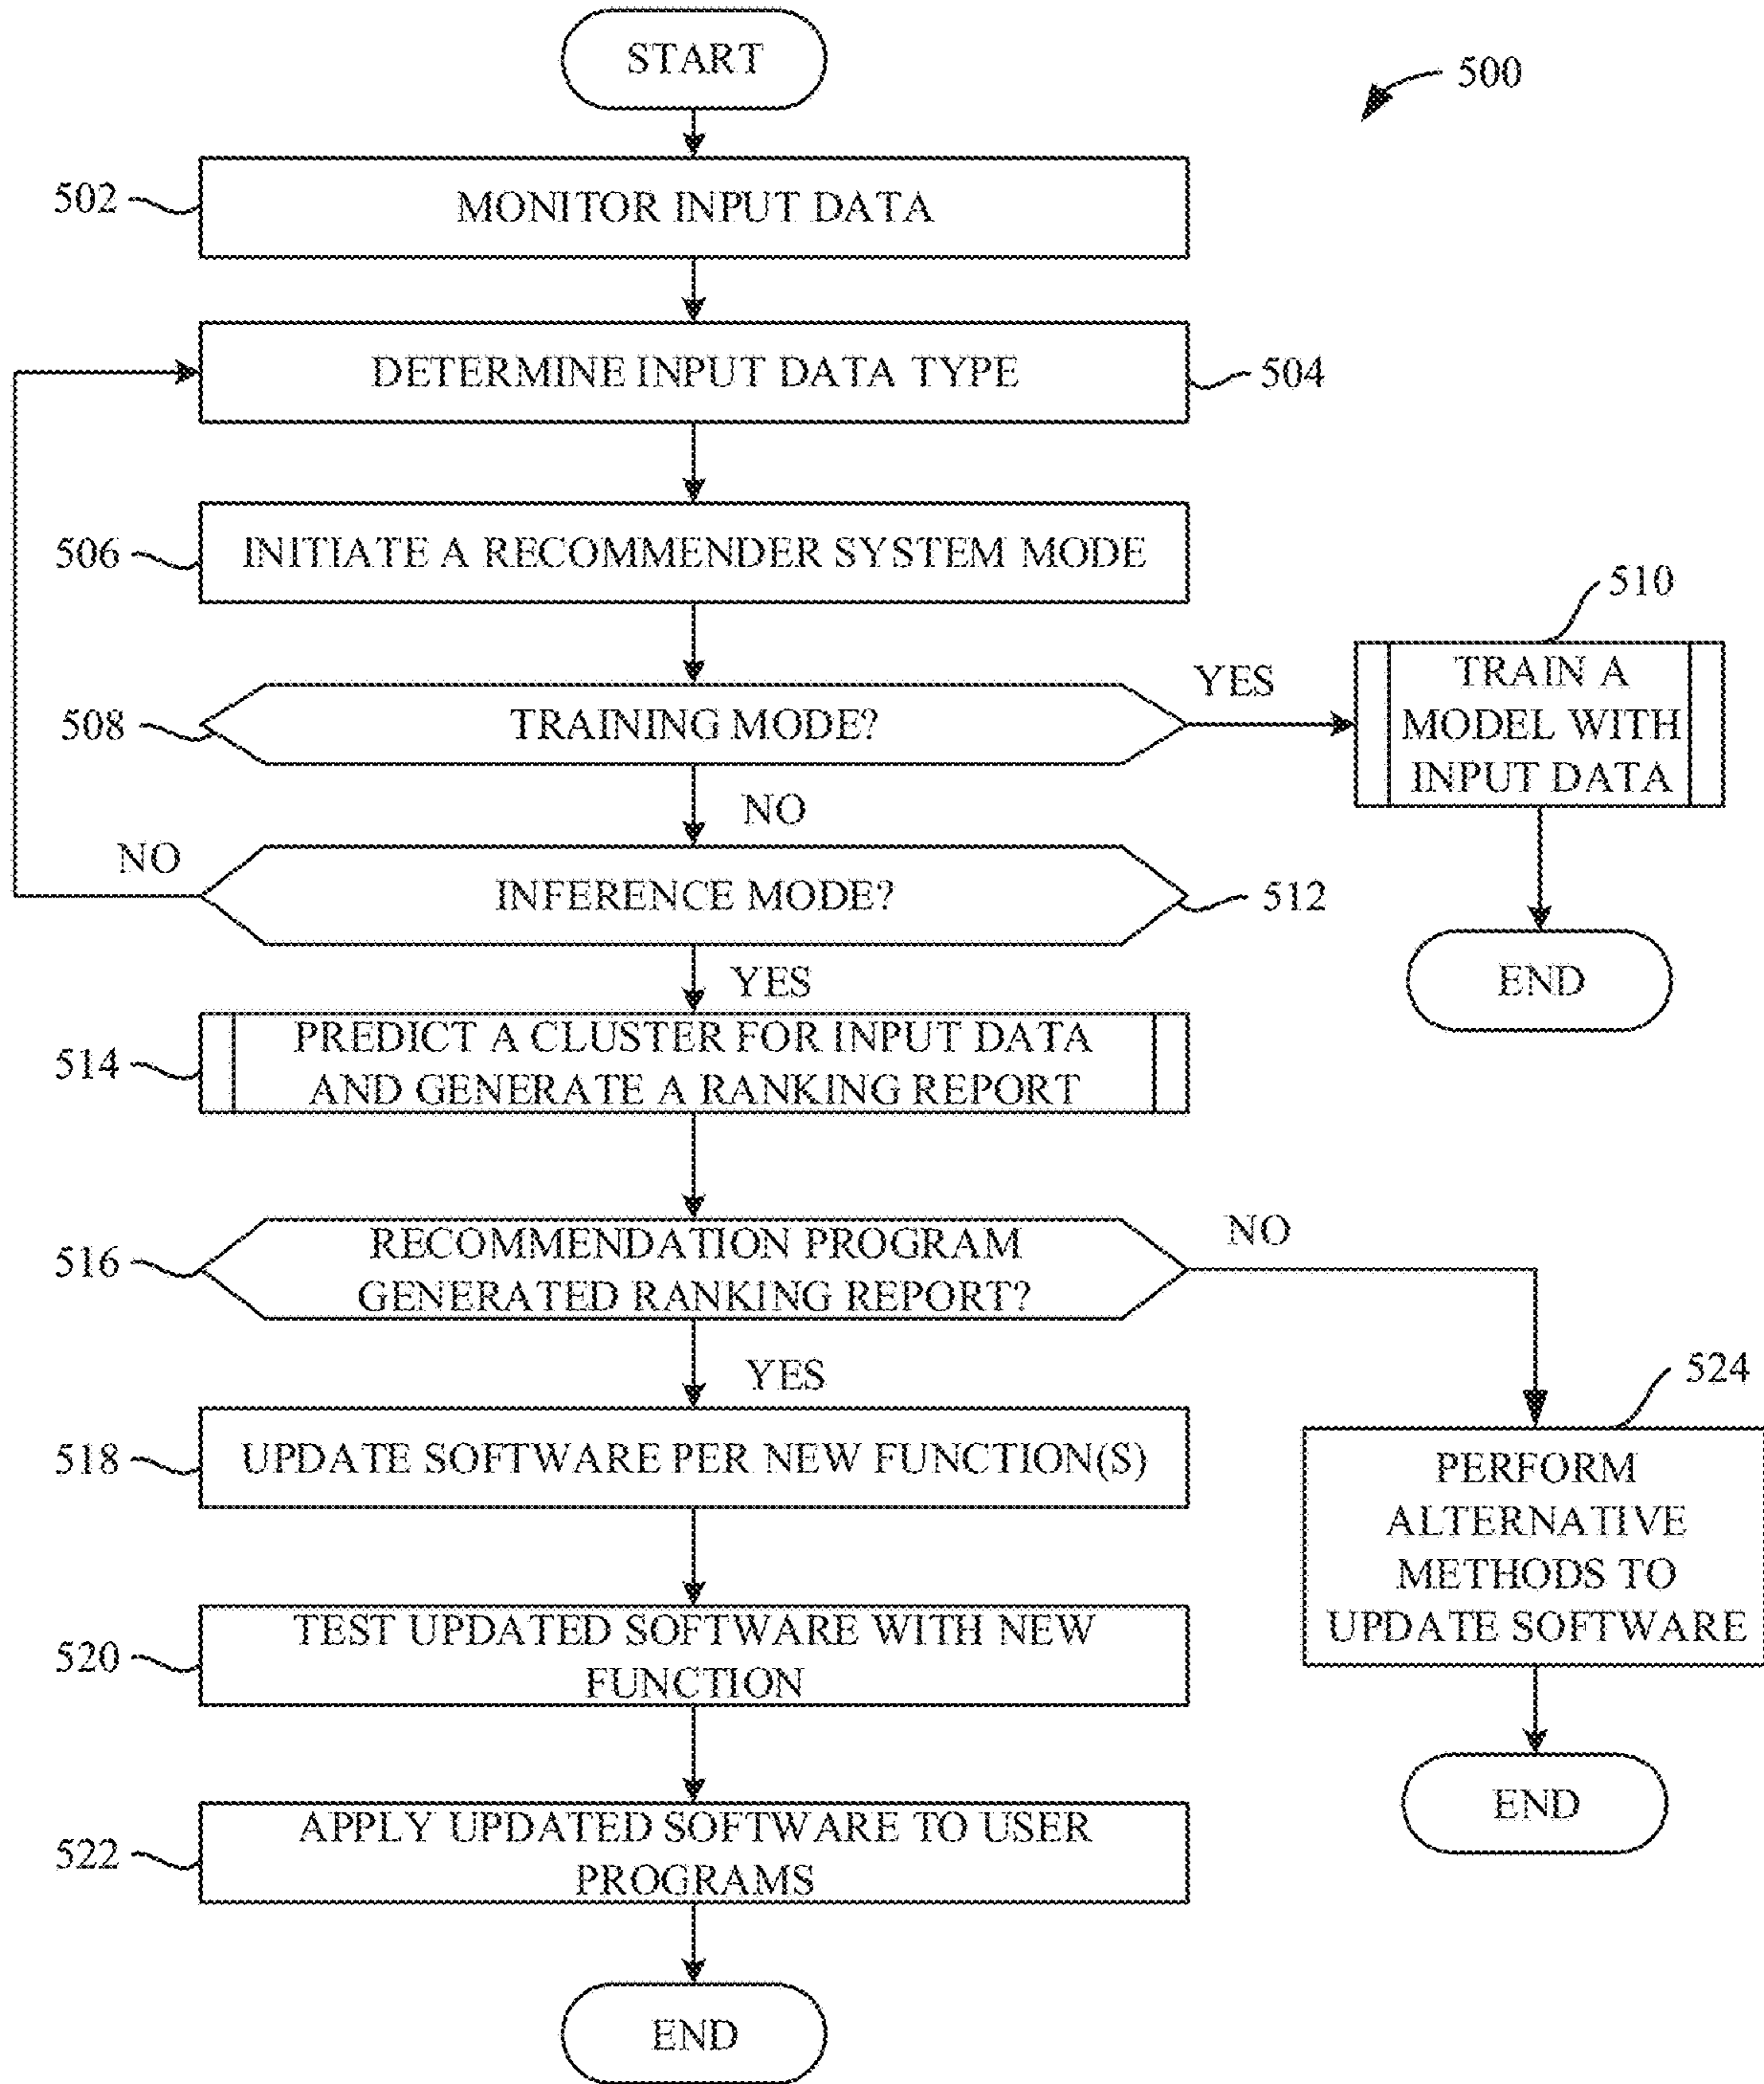 START
500
502
MONITOR INPUT DATA
DETERMINE INPUT DATA TYPE
504
506
INITIATE A RECOMMENDER SYSTEM MODE
510
508
TRAINING MODE?
YES
TRAIN A
MODEL WITH
INPUT DATA
NO
NO
INFERENCE MODE?
512
END
YES
514
PREDICT A CLUSTER FOR INPUT DATA
AND GENERATE A RANKING REPORT
516
RECOMMENDATION PROGRAM
GENERATED RANKING REPORT?
NO
YES
524
518
UPDATE SOFTWARE PER NEW FUNCTION(S)
PERFORM
ALTERNATIVE
METHODS TO
UPDATE SOFTWARE
520
TEST UPDATED SOFTWARE WITH NEW
FUNCTION
END
522
APPLY UPDATED SOFTWARE TO USER
PROGRAMS
END